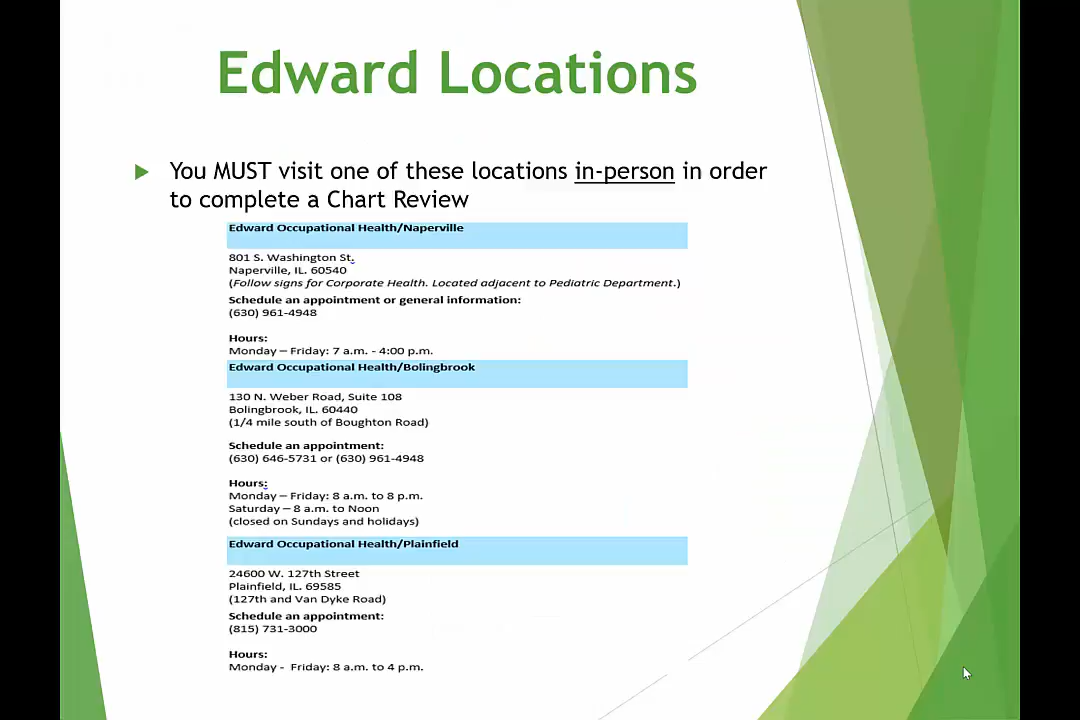 Edward Locations
You MUST visit one of these locations in-person in order
to complete a Chart Review
Edward Occupational Health/Naperville
801 S. Washington St.
Naperville, IL. 60540
(Follow signs for Corporate Health. Located adjacent to Pediatric Department.)
Schedule an appointment or general information:
(630) 961-4948
Hours:
Monday – Friday: 7 a.m. - 4:00 p.m.
Edward Occupational Health/Bolingbrook
130 N. Weber Road, Suite 108
Bolingbrook, IL. 60440
(1/4 mile south of Boughton Road)
Schedule an appointment:
(630) 646-5731 or (630) 961-4948
Hours:
Monday – Friday: 8 a.m. to 8 p.m.
Saturday – 8 a.m. to Noon
(closed on Sundays and holidays)
Edward Occupational Health/Plainfield
24600 W. 127th Street
Plainfield, IL. 69585
(127th and Van Dyke Road)
Schedule an appointment:
(815) 731-3000
Hours:
Monday - Friday: 8 a.m. to 4 p.m.